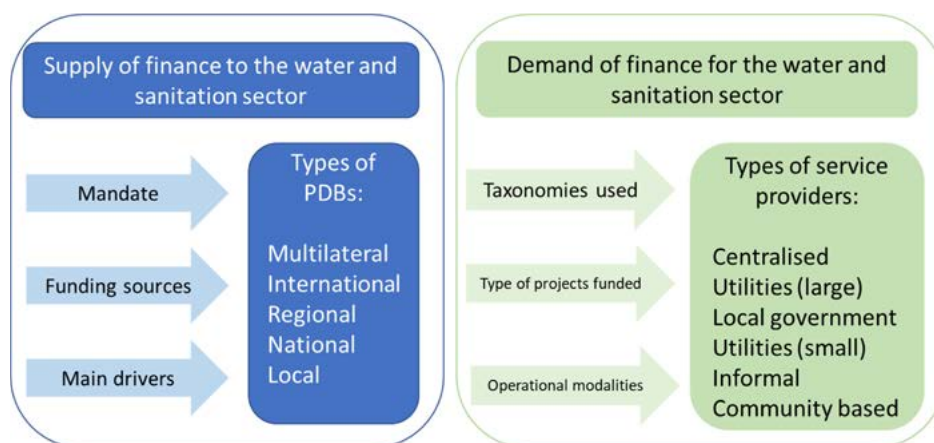 Supply of finance to the water and
sanitation sector
Mandate
Funding sources
Main drivers
Types of
PDBs:
Multilateral
International
Regional
National
Local
Demand of finance for the water and
sanitation sector
Taxonomies used
Type of projects funded
Operational modalities
Types of service
providers:
Centralised
Utilities (large)
Local government
Utilities (small)
Informal
Community based